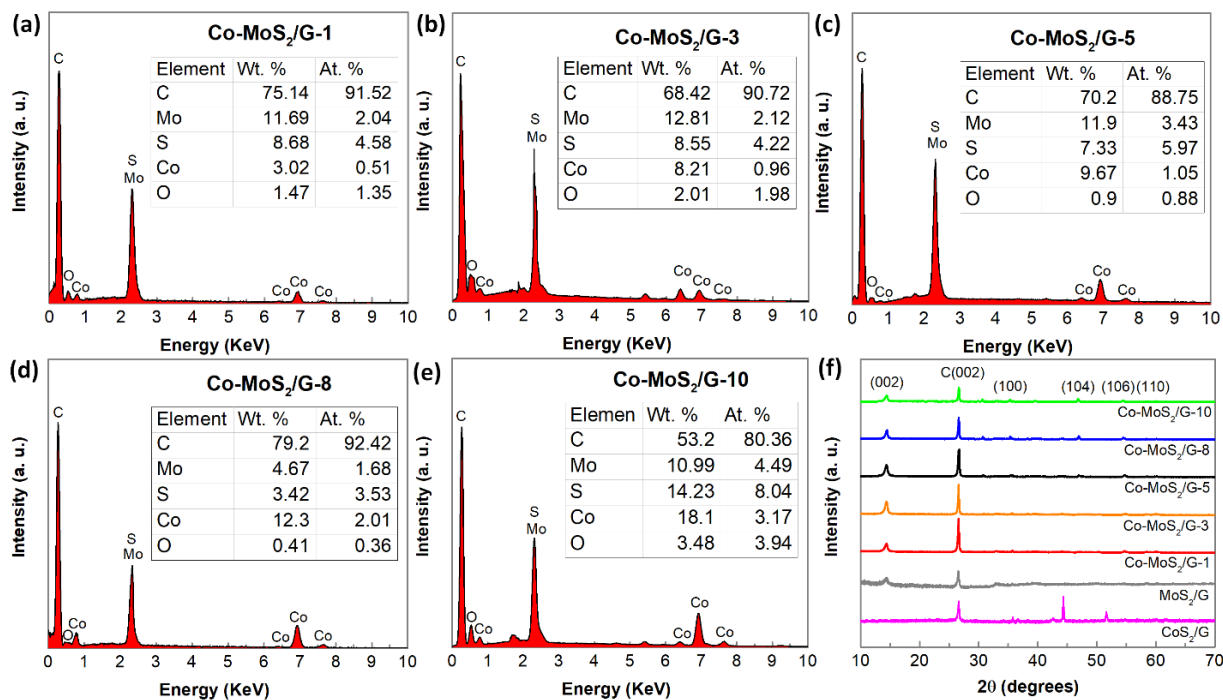 (a)
Co-MoS₂/G-1
C
Element Wt. % At. %
C 75.14 91.52
Mo 11.69 2.04
S 8.68 4.58
Co 3.02 0.51
O 1.47 1.35
S
Mo
O
Co
Co
Co
Co
Intensity (a. u.)
0 1 2 3 4 5 6 7 8 9 10
Energy (KeV)
(b)
Co-MoS₂/G-3
C
Element Wt. % At. %
C 68.42 90.72
Mo 12.81 2.12
S 8.55 4.22
Co 8.21 0.96
O 2.01 1.98
S
Mo
O
Co
Co
Co
Co
Intensity (a. u.)
0 1 2 3 4 5 6 7 8 9 10
Energy (KeV)
(c)
Co-MoS₂/G-5
C
Element Wt. % At. %
C 70.2 88.75
Mo 11.9 3.43
S 7.33 5.97
Co 9.67 1.05
O 0.9 0.88
S
Mo
O
Co
Co
Co
Co
Intensity (a. u.)
0 1 2 3 4 5 6 7 8 9 10
Energy (KeV)
(d)
Co-MoS₂/G-8
C
Element Wt. % At. %
C 79.2 92.42
Mo 4.67 1.68
S 3.42 3.53
Co 12.3 2.01
O 0.41 0.36
S
Mo
Co
O
Co
Co
Co
Intensity (a. u.)
0 1 2 3 4 5 6 7 8 9 10
Energy (KeV)
(e)
Co-MoS₂/G-10
C
Elemen Wt. % At. %
C 53.2 80.36
Mo 10.99 4.49
S 14.23 8.04
Co 18.1 3.17
O 3.48 3.94
S
Mo
O
Co
Co
Co
Co
Intensity (a. u.)
0 1 2 3 4 5 6 7 8 9 10
Energy (KeV)
(f)
(002) C(002) (100) (104) (106) (110)
Co-MoS₂/G-10
Co-MoS₂/G-8
Co-MoS₂/G-5
Co-MoS₂/G-3
Co-MoS₂/G-1
MoS₂/G
CoS₂/G
Intensity (a. u.)
10 20 30 40 50 60 70
2θ (degrees)